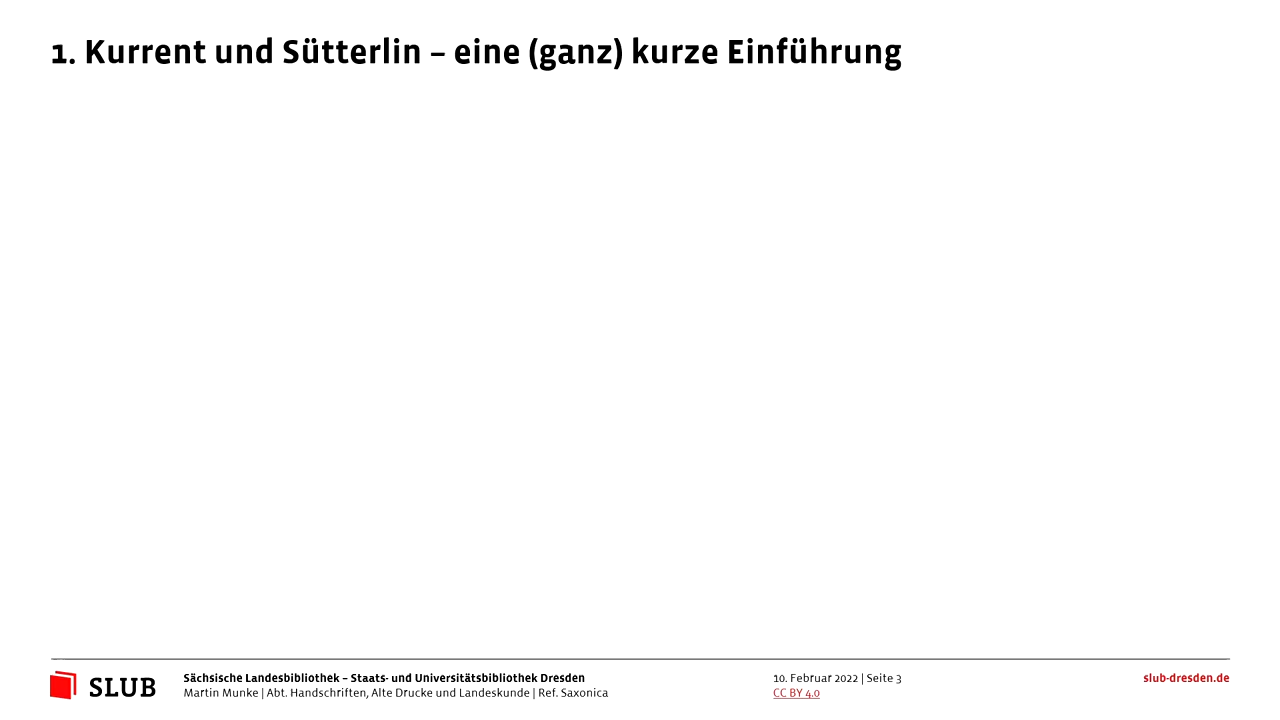 1. Kurrent und Sütterlin – eine (ganz) kurze Einführung
SLUB
Sächsische Landesbibliothek – Staats- und Universitätsbibliothek Dresden
Martin Munke | Abt. Handschriften, Alte Drucke und Landeskunde | Ref. Saxonica
10. Februar 2022 | Seite 3
CC BY 4.0
slub-dresden.de